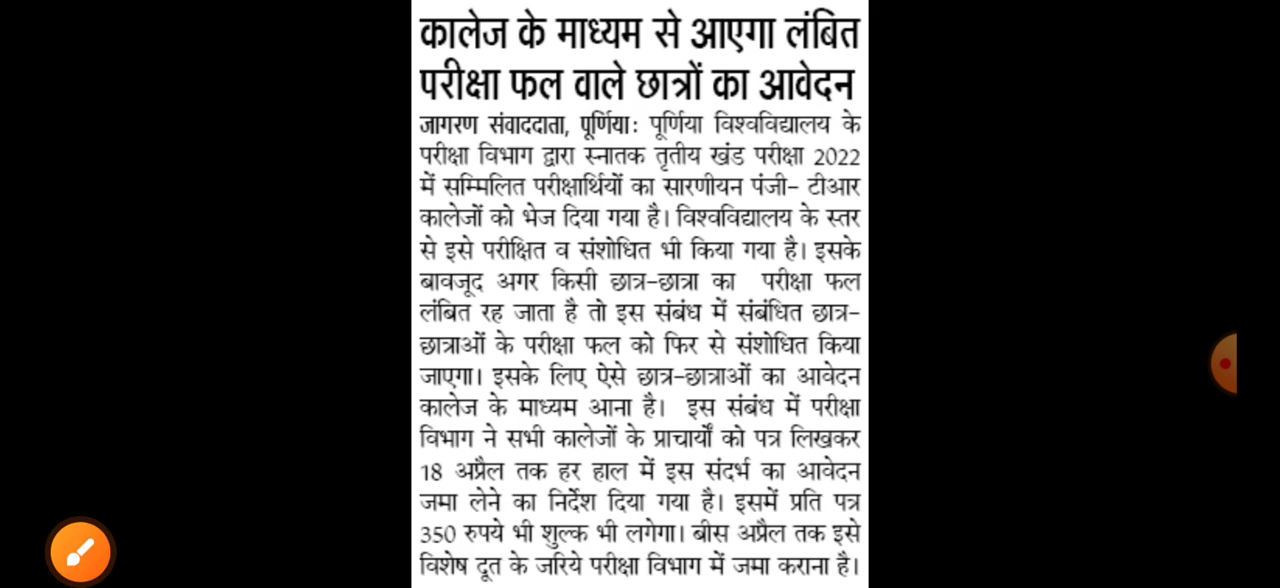 कालेज के माध्यम से आएगा लंबित
परीक्षा फल वाले छात्रों का आवेदन
जागरण संवाददाता, पूर्णियाः पूर्णिया विश्वविद्यालय के
परीक्षा विभाग द्वारा स्नातक तृतीय खंड परीक्षा 2022
में सम्मिलित परीक्षार्थियों का सारणीयन पंजी- टीआर
कालेजों को भेज दिया गया है। विश्वविद्यालय के स्तर
से इसे परीक्षित व संशोधित भी किया गया है। इसके
बावजूद अगर किसी छात्र-छात्रा का परीक्षा फल
लंबित रह जाता है तो इस संबंध में संबंधित छात्र-
छात्राओं के परीक्षा फल को फिर से संशोधित किया
जाएगा। इसके लिए ऐसे छात्र-छात्राओं का आवेदन
कालेज के माध्यम आना है। इस संबंध में परीक्षा
विभाग ने सभी कालेजों के प्राचार्यों को पत्र लिखकर
18 अप्रैल तक हर हाल में इस संदर्भ का आवेदन
जमा लेने का निर्देश दिया गया है। इसमें प्रति पत्र
350 रुपये भी शुल्क भी लगेगा। बीस अप्रैल तक इसे
विशेष दूत के जरिये परीक्षा विभाग में जमा कराना है।